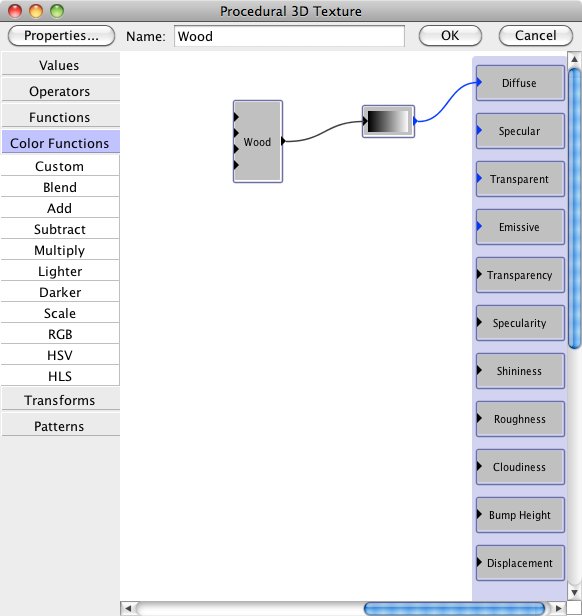 Procedural 3D Texture
Properties... Name: Wood OK Cancel
Values
Operators
Functions
Color Functions
Custom
Blend
Add
Subtract
Multiply
Lighter
Darker
Scale
RGB
HSV
HLS
Transforms
Patterns
Wood
Diffuse
Specular
Transparent
Emissive
Transparency
Specularity
Shininess
Roughness
Cloudiness
Bump Height
Displacement